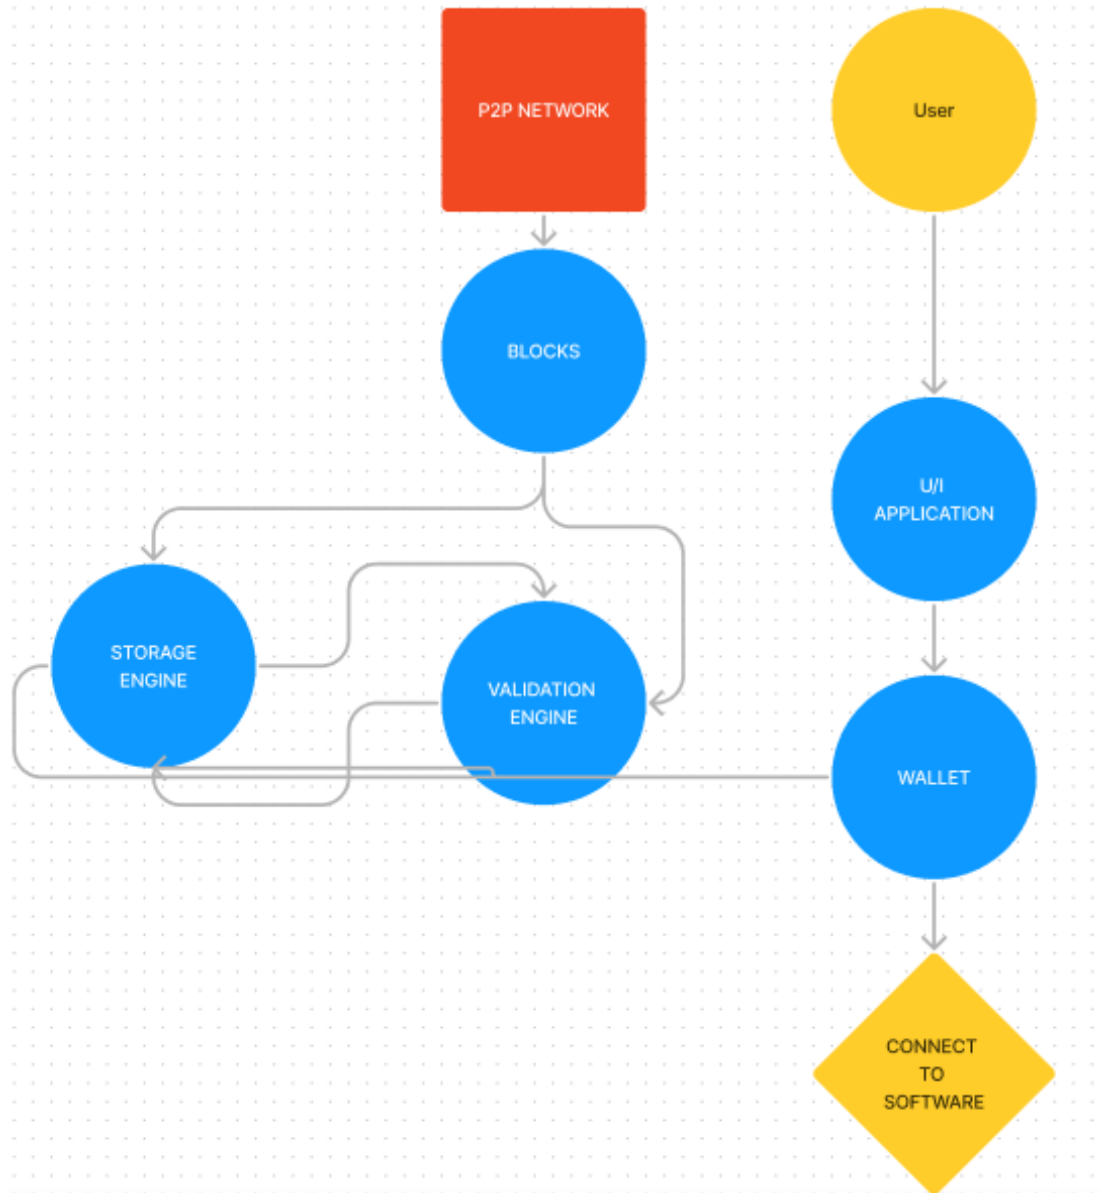 P2P NETWORK
User
BLOCKS
U/I
APPLICATION
STORAGE
ENGINE
VALIDATION
ENGINE
WALLET
CONNECT
TO
SOFTWARE